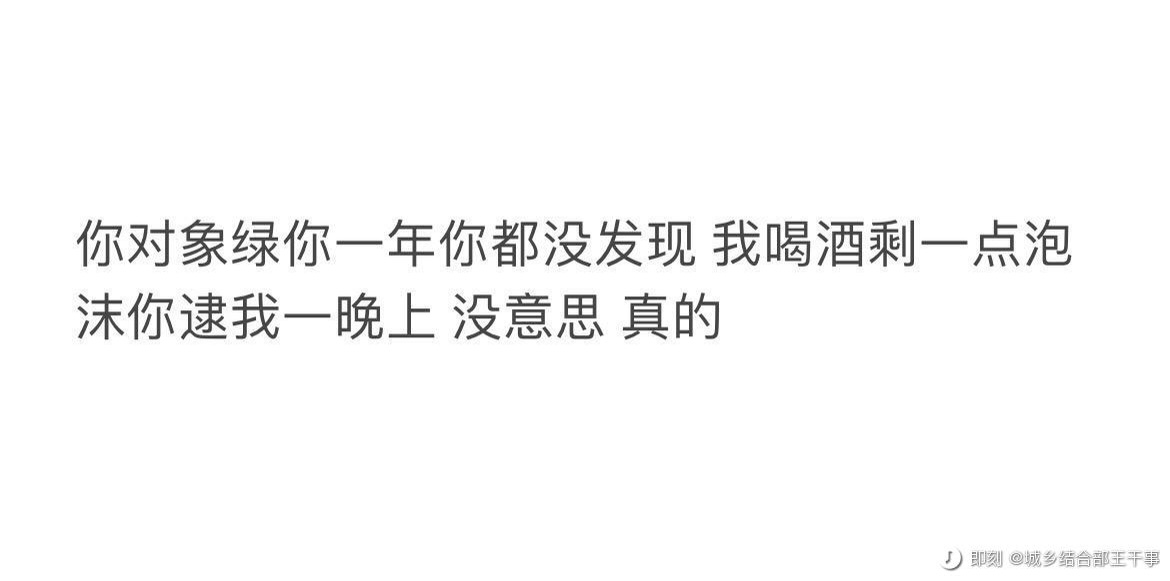 你对象绿你一年你都没发现 我喝酒剩一点泡
沫你逮我一晚上 没意思 真的
即刻 @城乡结合部王干事